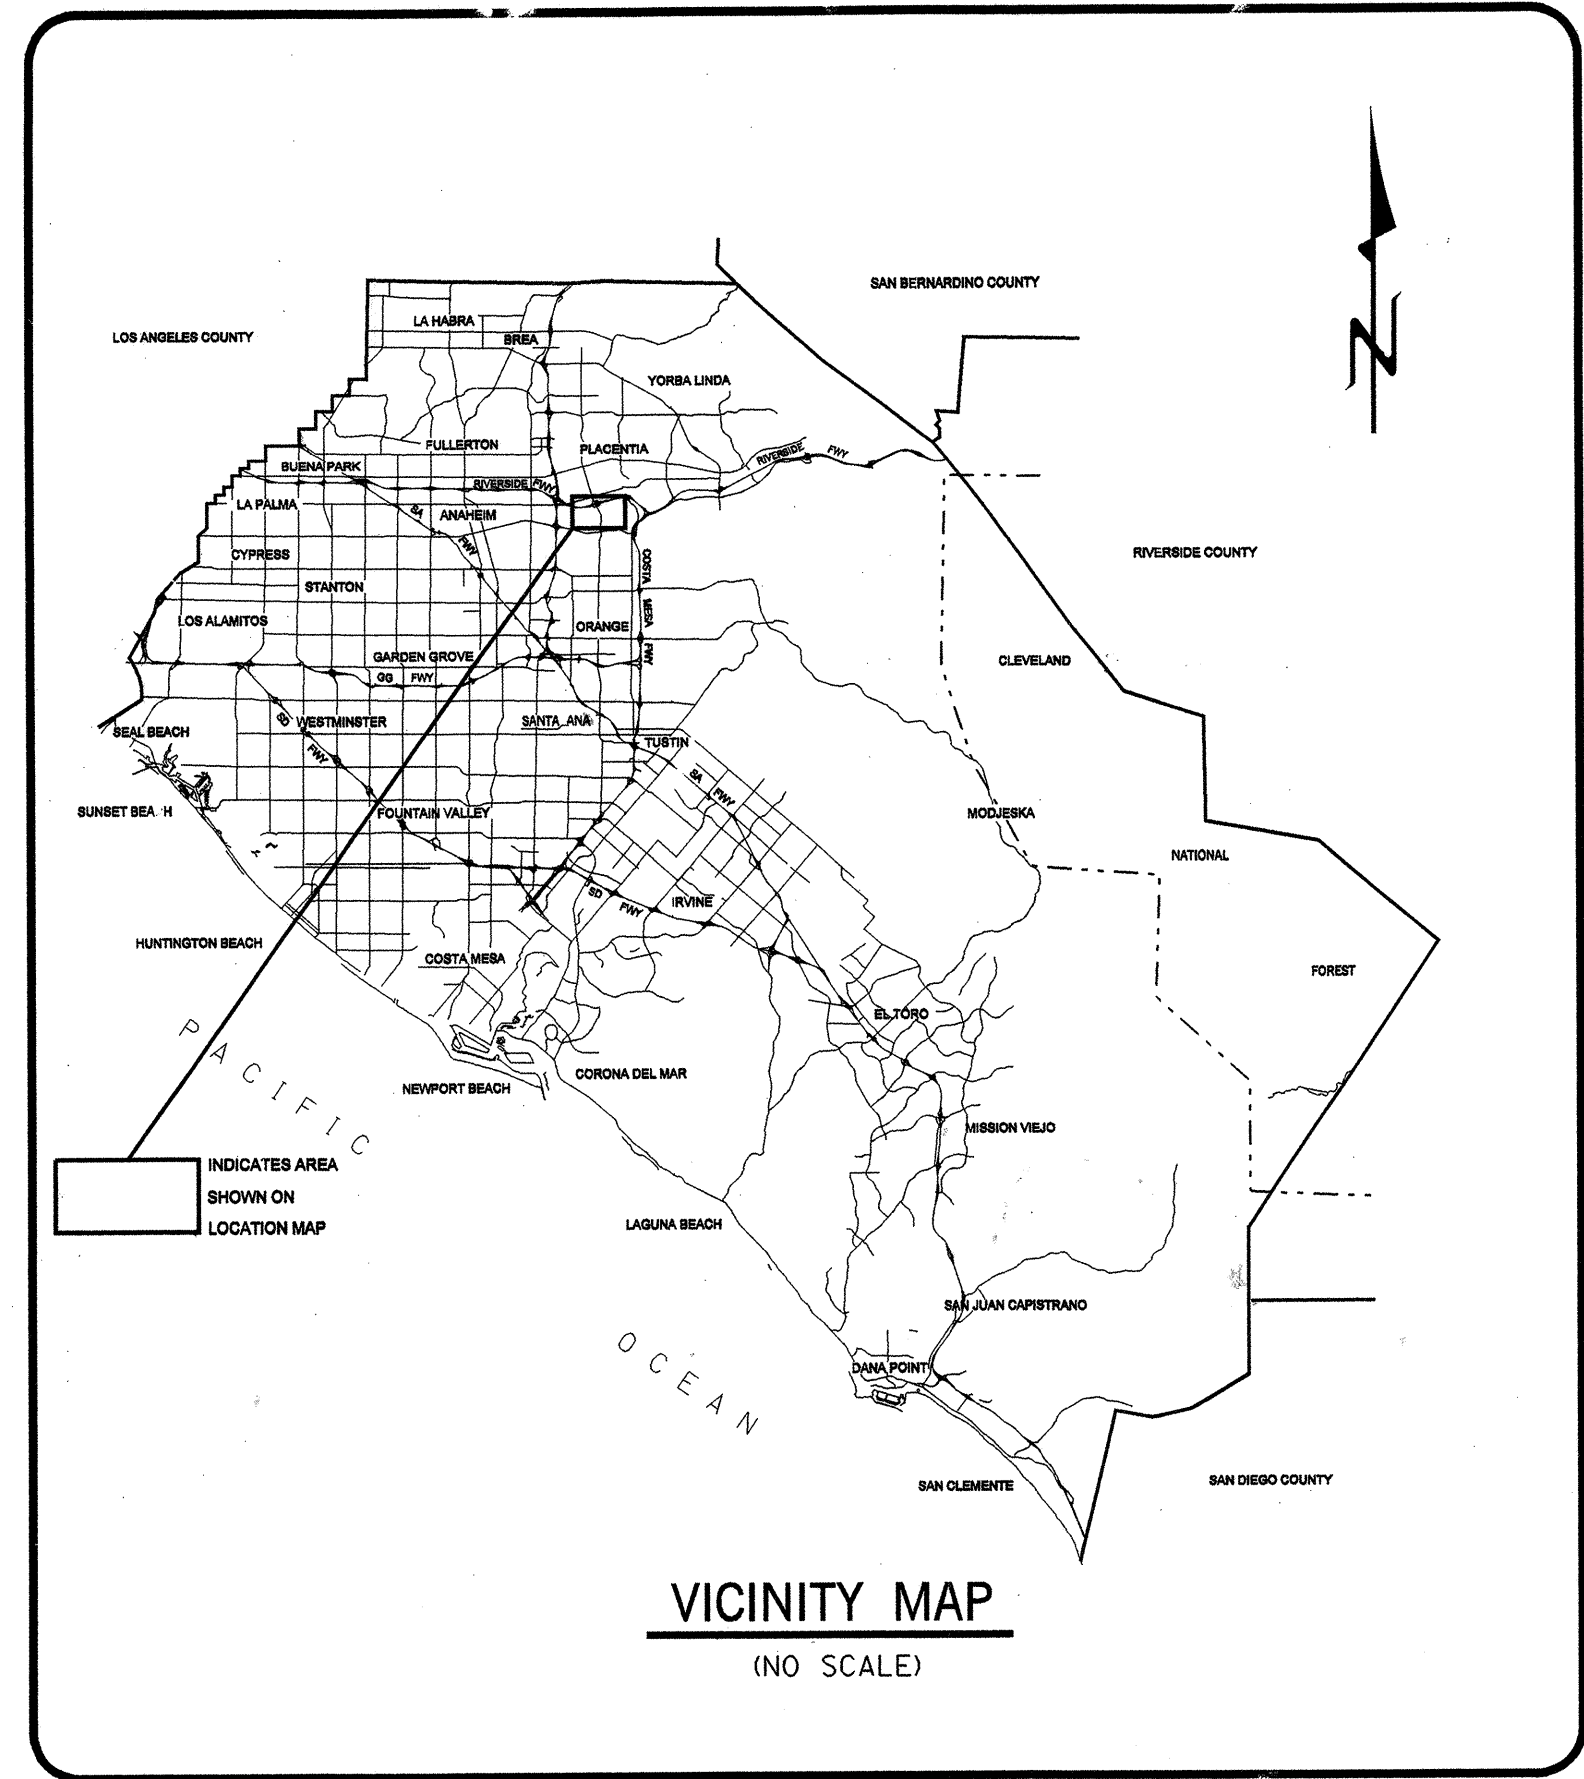 SAN BERNARDINO COUNTY
LOS ANGELES COUNTY
LA HABRA
BREA
YORBA LINDA
N
FULLERTON
PLACENTIA
RIVERSIDE FWY
BUENA PARK
RIVERSIDE FWY
LA PALMA
SA FWY
ANAHEIM
CYPRESS
COSTA MESA FWY
RIVERSIDE COUNTY
STANTON
LOS ALAMITOS
ORANGE
GARDEN GROVE
CLEVELAND
GG FWY
SD FWY
WESTMINSTER
SANTA ANA
SEAL BEACH
TUSTIN
SA FWY
SUNSET BEA H
FOUNTAIN VALLEY
MODJESKA
NATIONAL
SD FWY
IRVINE
HUNTINGTON BEACH
COSTA MESA
FOREST
EL TORO
PACIFIC
CORONA DEL MAR
NEWPORT BEACH
MISSION VIEJO
INDICATES AREA
SHOWN ON
LOCATION MAP
LAGUNA BEACH
SAN JUAN CAPISTRANO
OCEAN
DANA POINT
SAN CLEMENTE
SAN DIEGO COUNTY
VICINITY MAP
(NO SCALE)